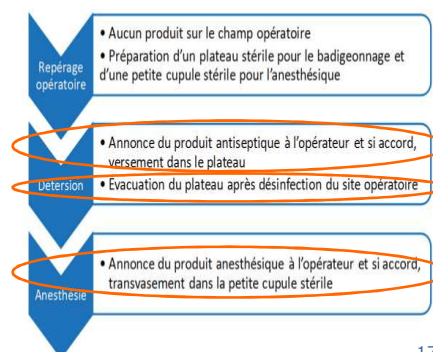 Repérage
opératoire
• Aucun produit sur le champ opératoire
• Préparation d'un plateau stérile pour le badigeonnage et
d'une petite cupule stérile pour l'anesthésique
Détersion
• Annonce du produit antiseptique à l'opérateur et si accord,
versement dans le plateau
• Evacuation du plateau après désinfection du site opératoire
Anesthésie
• Annonce du produit anesthésique à l'opérateur et si accord,
transvasement dans la petite cupule stérile
17